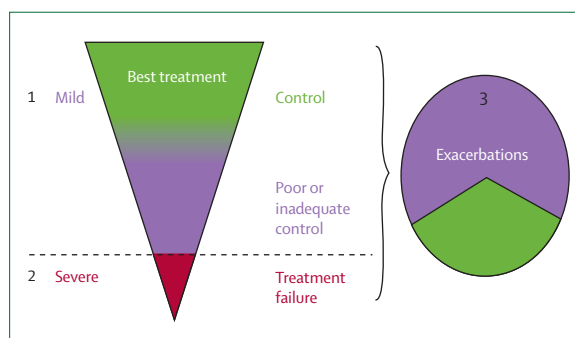 Best treatment
1 Mild
Control
3
Exacerbations
Poor or
inadequate
control
2 Severe
Treatment
failure